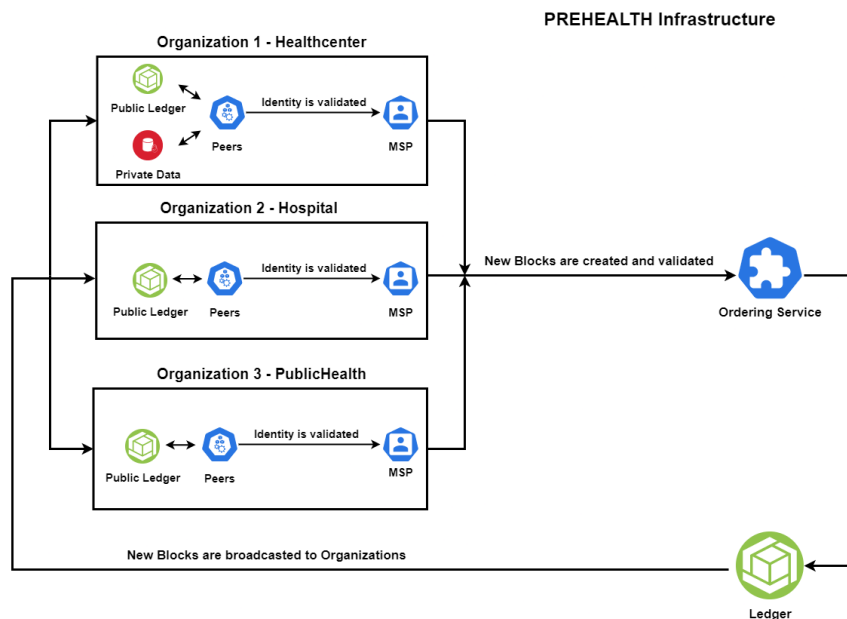 PREHEALTH Infrastructure
Organization 1 - Healthcenter
Public Ledger
Identity is validated
Peers
MSP
Private Data
Organization 2 - Hospital
Identity is validated
Public Ledger
Peers
MSP
New Blocks are created and validated
Ordering Service
Organization 3 - PublicHealth
Identity is validated
Public Ledger
Peers
MSP
New Blocks are broadcasted to Organizations
Ledger